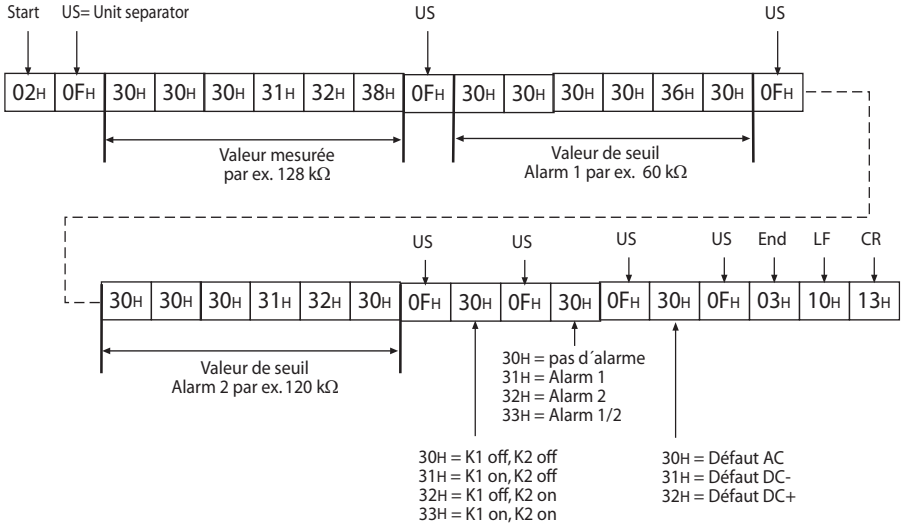 Start US= Unit separator US US
02H 0FH 30H 30H 30H 31H 32H 38H 0FH 30H 30H 30H 30H 36H 30H 0FH
Valeur mesurée
par ex. 128 kΩ
Valeur de seuil
Alarm 1 par ex. 60 kΩ
US US US US End LF CR
30H 30H 30H 31H 32H 30H 0FH 30H 0FH 30H 0FH 30H 0FH 03H 10H 13H
Valeur de seuil
Alarm 2 par ex. 120 kΩ
30H = pas d´alarme
31H = Alarm 1
32H = Alarm 2
33H = Alarm 1/2
30H = K1 off, K2 off
31H = K1 on, K2 off
32H = K1 off, K2 on
33H = K1 on, K2 on
30H = Défaut AC
31H = Défaut DC-
32H = Défaut DC+